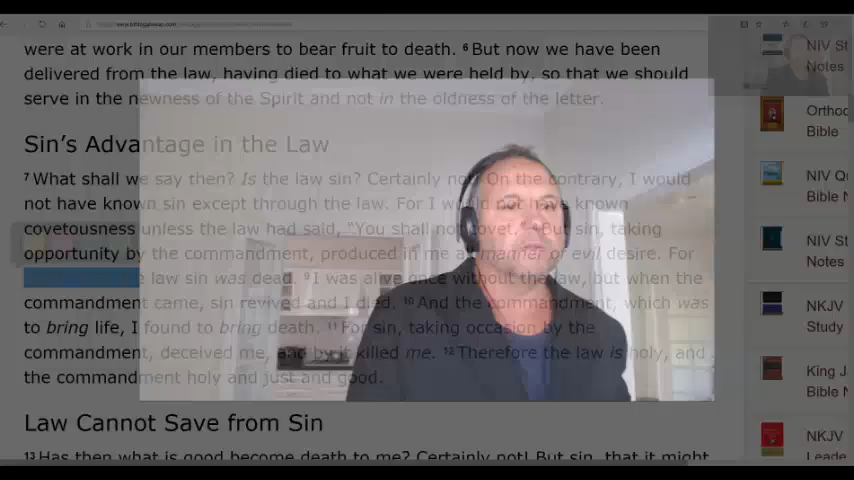 were at work in our members to bear fruit to death. 6 But now we have been
delivered from the law, having died to what we were held by, so that we should
serve in the newness of the Spirit and not in the oldness of the letter.
Sin's Advantage in the Law
7 What shall we say then? Is the law sin? Certainly not! On the contrary, I would
not have known sin except through the law. For I would not have known
covetousness unless the law had said, "You shall not covet." 8 But sin, taking
opportunity by the commandment, produced in me all manner of evil desire. For
the law sin was dead. 9 I was alive once without the law, but when the
commandment came, sin revived and I died. 10 And the commandment, which was
to bring life, I found to bring death. 11 For sin, taking occasion by the
commandment, deceived me, and by it killed me. 12 Therefore the law is holy, and
the commandment holy and just and good.
Law Cannot Save from Sin
13 Has then what is good become death to me? Certainly not! But sin, that it might
NIV St
Notes
Ortho
Bible
NIV Qu
Bible N
NIV St
Notes
NKJV
Study
King J
Bible N
NKJV
Leade